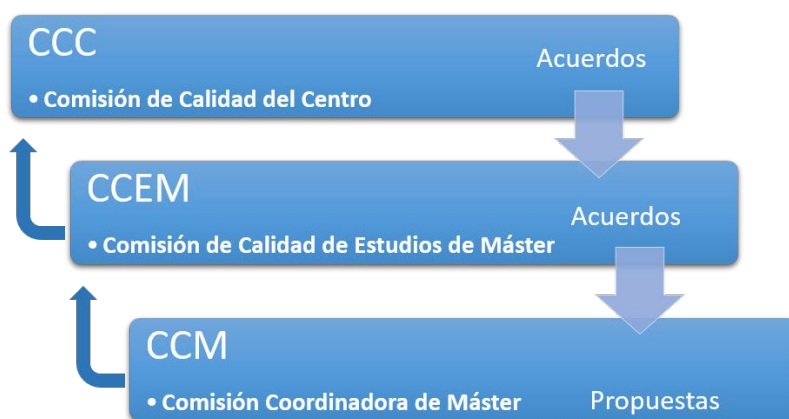 CCC
Acuerdos
• Comisión de Calidad del Centro
CCEM
Acuerdos
• Comisión de Calidad de Estudios de Máster
CCM
• Comisión Coordinadora de Máster
Propuestas